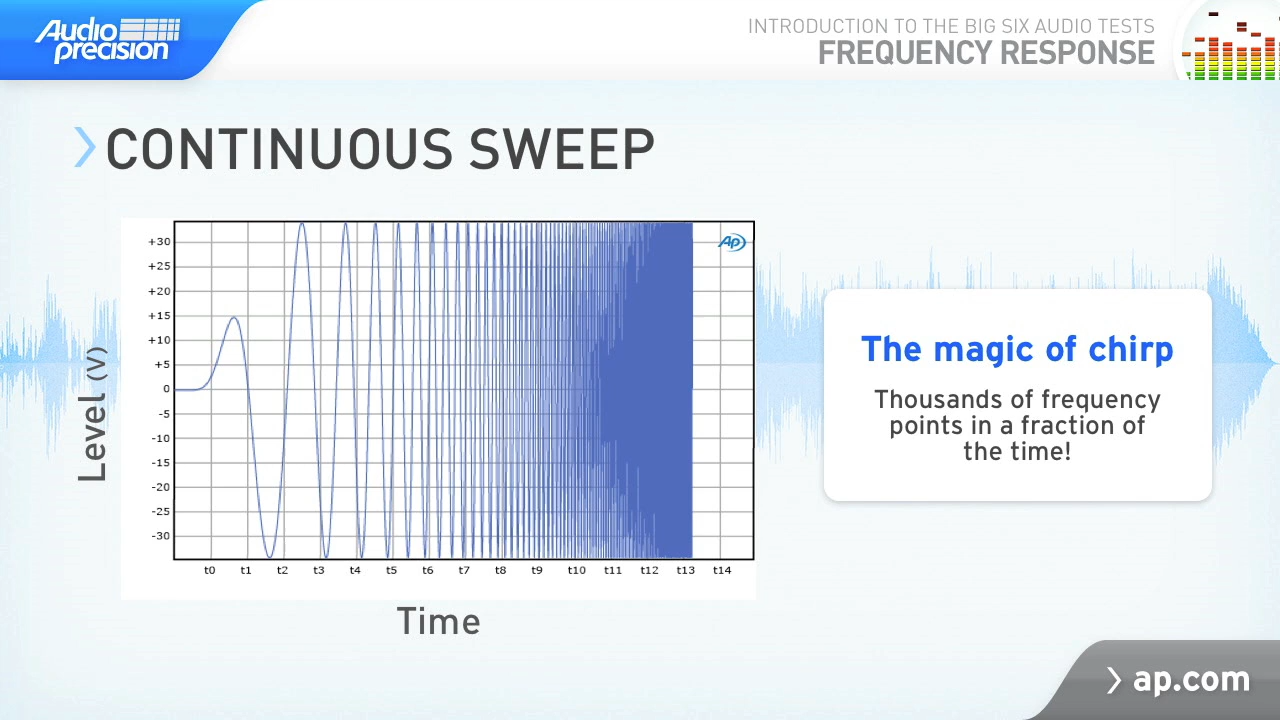 Audio
precision
INTRODUCTION TO THE BIG SIX AUDIO TESTS
FREQUENCY RESPONSE
CONTINUOUS SWEEP
+30
+25
+20
+15
+10
+5
0
-5
-10
-15
-20
-25
-30
Level (V)
Ap
t0 t1 t2 t3 t4 t5 t6 t7 t8 t9 t10 t11 t12 t13 t14
Time
The magic of chirp
Thousands of frequency
points in a fraction of
the time!
ap.com